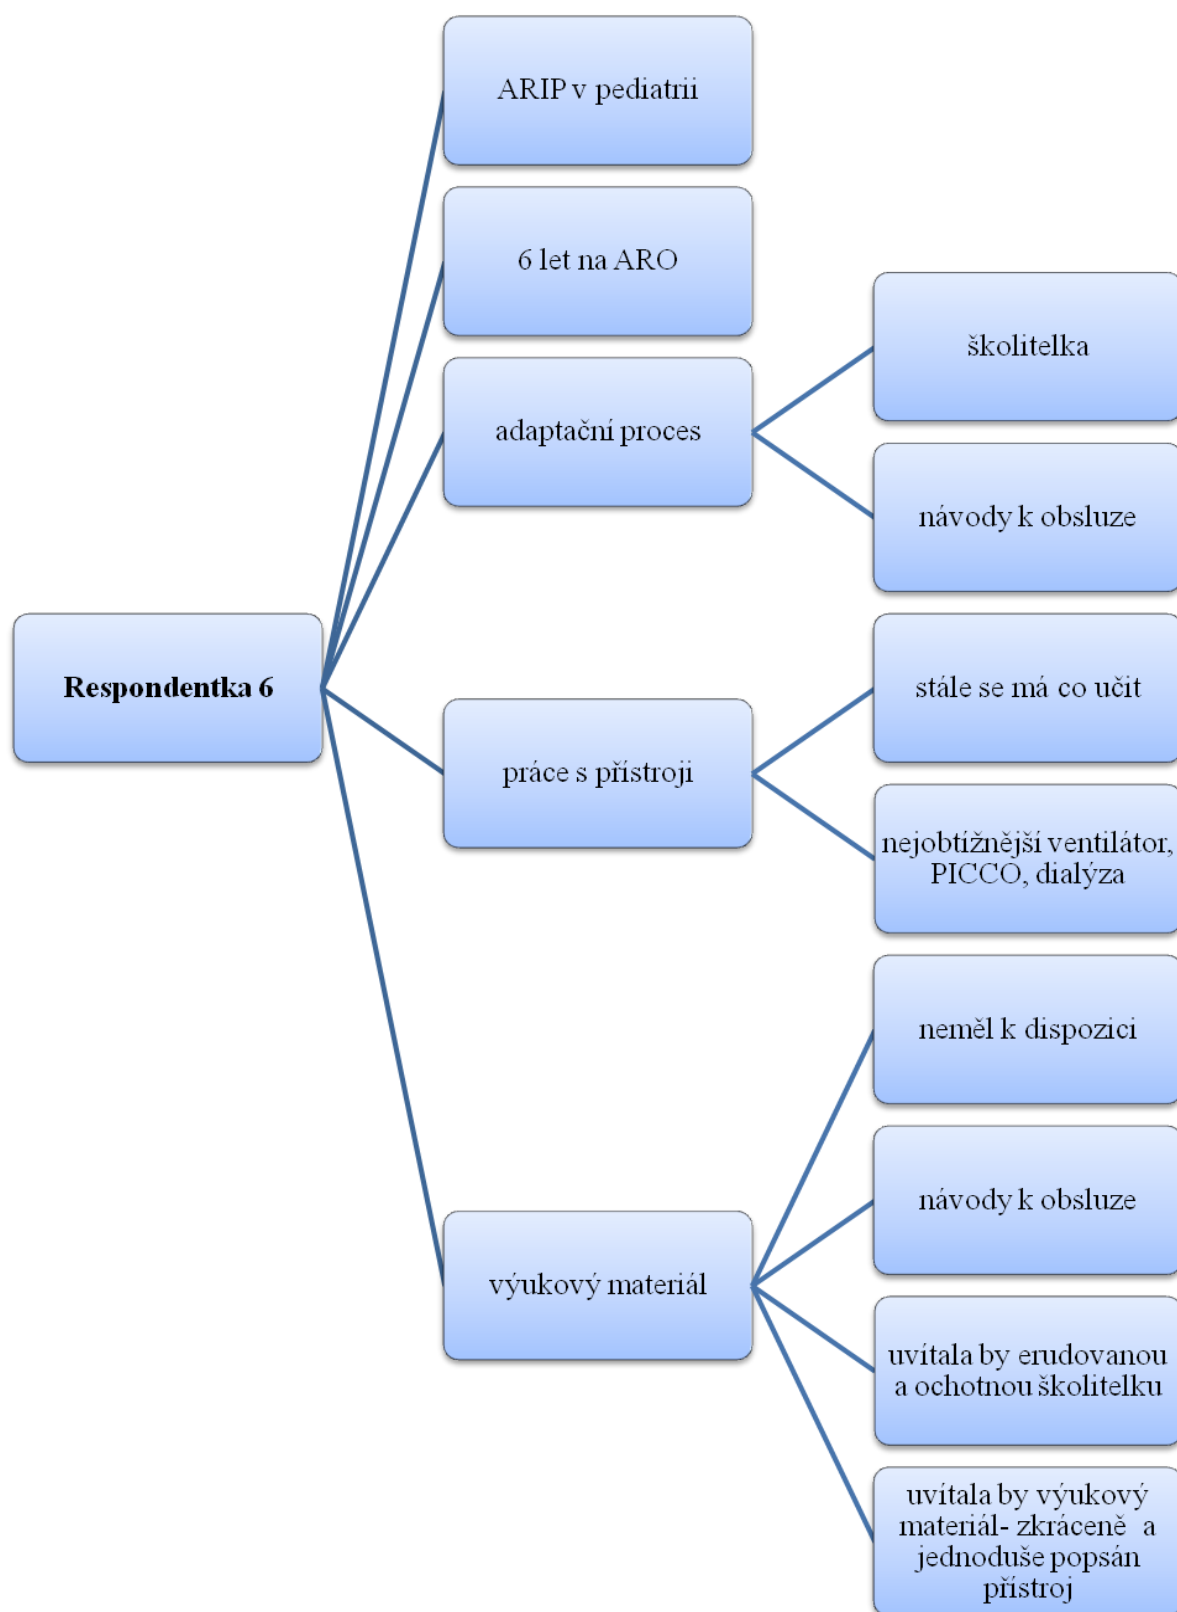 Respondentka 6
ARIP v pediatrii
6 let na ARO
adaptační proces
školitelka
návody k obsluze
práce s přístroji
stále se má co učit
nejobtížnější ventilátor,
PICCO, dialýza
výukový materiál
neměl k dispozici
návody k obsluze
uvítala by erudovanou
a ochotnou školitelku
uvítala by výukový
materiál- zkráceně a
jednoduše popsán
přístroj